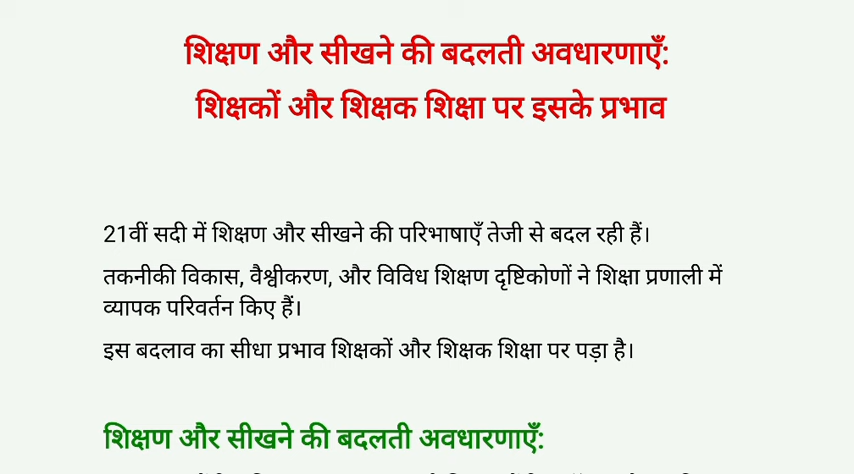 शिक्षण और सीखने की बदलती अवधारणाएँ:
शिक्षकों और शिक्षक शिक्षा पर इसके प्रभाव
21वीं सदी में शिक्षण और सीखने की परिभाषाएँ तेजी से बदल रही हैं।
तकनीकी विकास, वैश्वीकरण, और विविध शिक्षण दृष्टिकोणों ने शिक्षा प्रणाली में
व्यापक परिवर्तन किए हैं।
इस बदलाव का सीधा प्रभाव शिक्षकों और शिक्षक शिक्षा पर पड़ा है।
शिक्षण और सीखने की बदलती अवधारणाएँ: